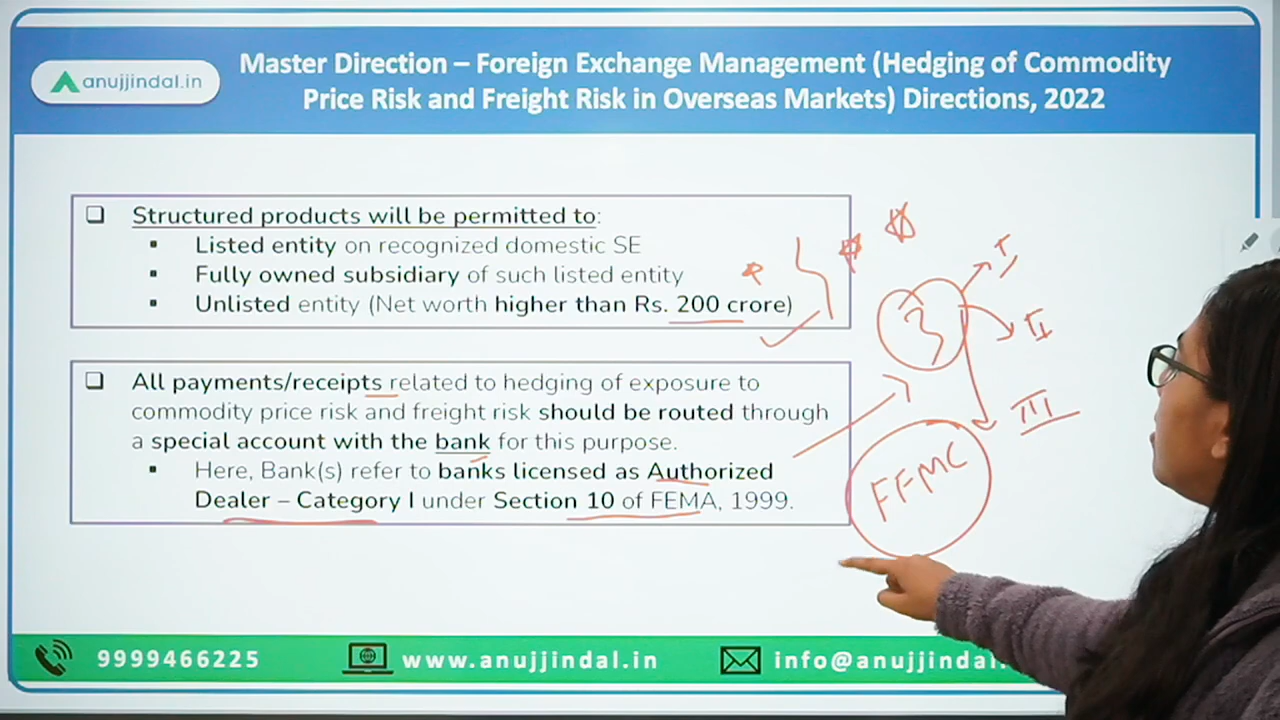 anujjindal.in
Master Direction – Foreign Exchange Management (Hedging of Commodity
Price Risk and Freight Risk in Overseas Markets) Directions, 2022
❑ Structured products will be permitted to:
▪ Listed entity on recognized domestic SE
▪ Fully owned subsidiary of such listed entity
▪ Unlisted entity (Net worth higher than Rs. 200 crore)
❑ All payments/receipts related to hedging of exposure to
commodity price risk and freight risk should be routed through
a special account with the bank for this purpose.
▪ Here, Bank(s) refer to banks licensed as Authorized
Dealer – Category I under Section 10 of FEMA, 1999.
3
I
II
III
FFMC
9999466225
www.anujjindal.in
info@anujjindal.